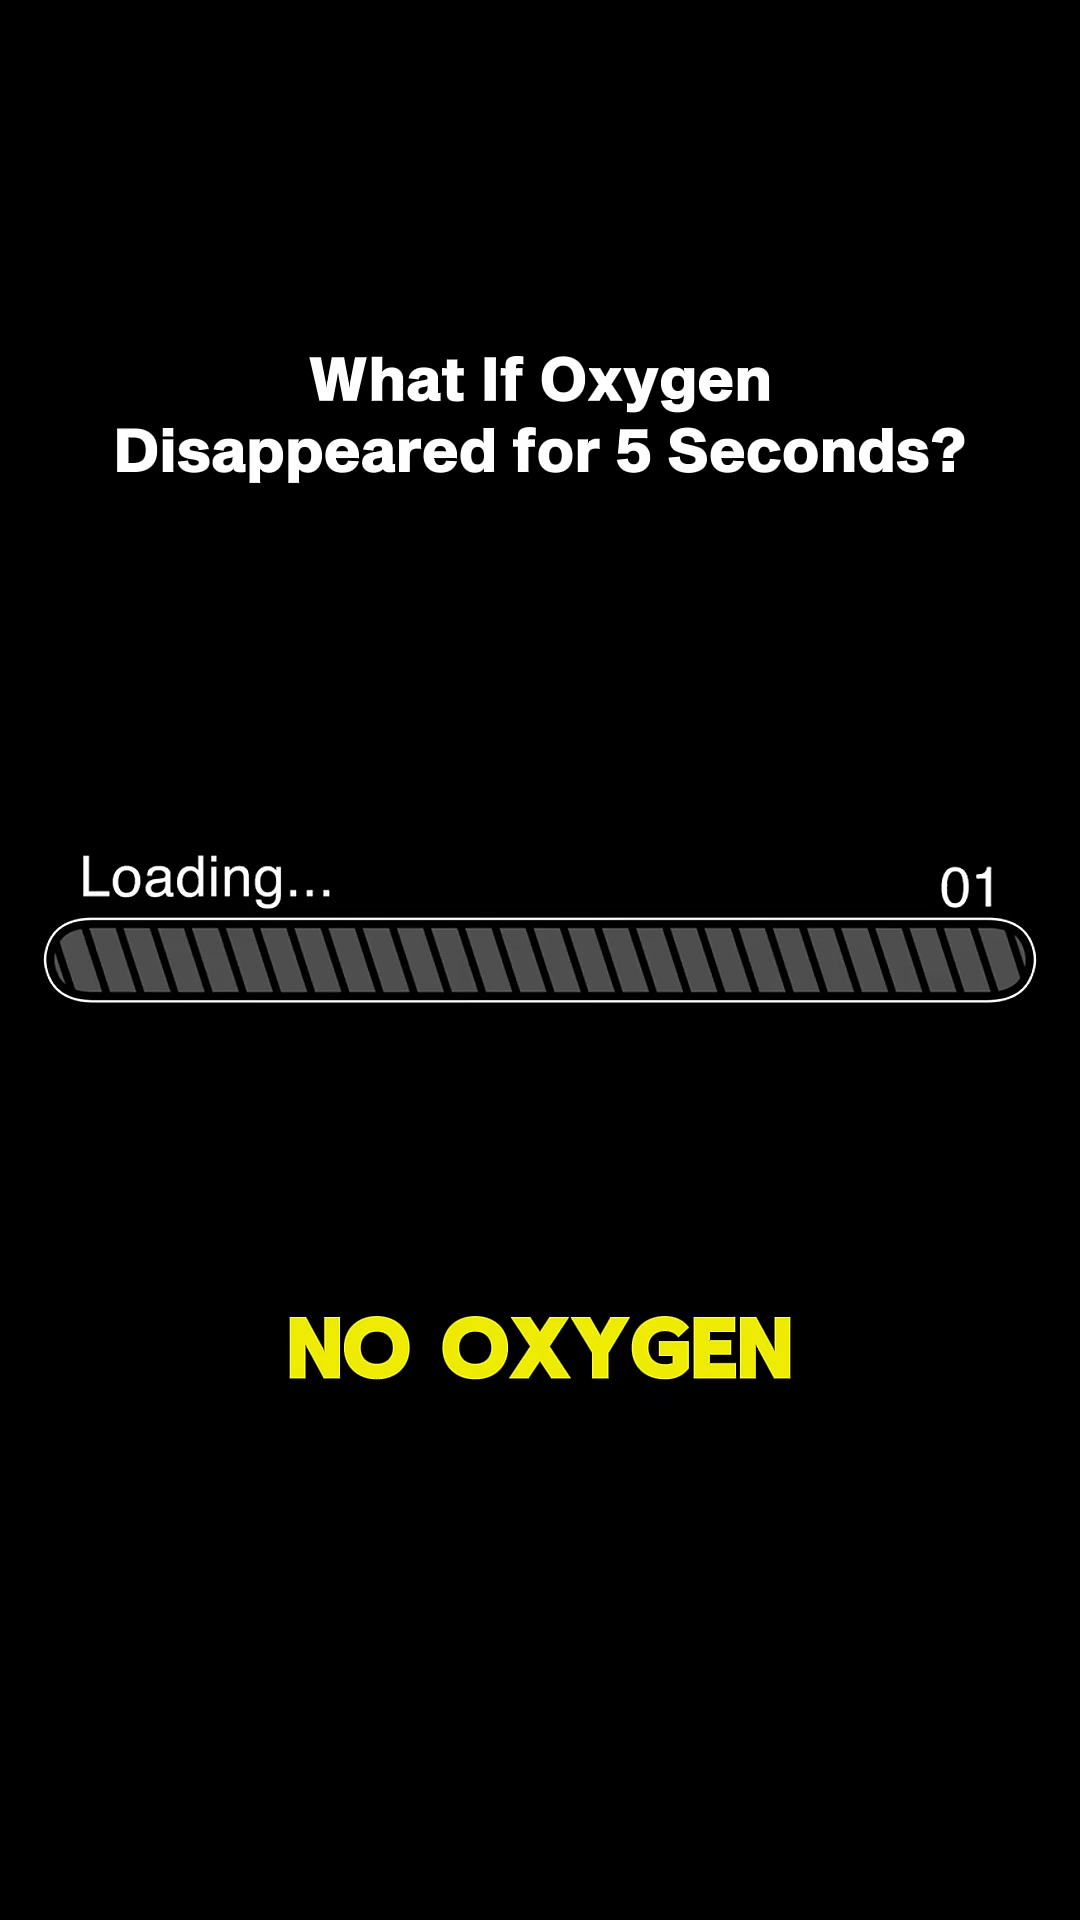 What If Oxygen
Disappeared for 5 Seconds?
Loading...
01
NO OXYGEN